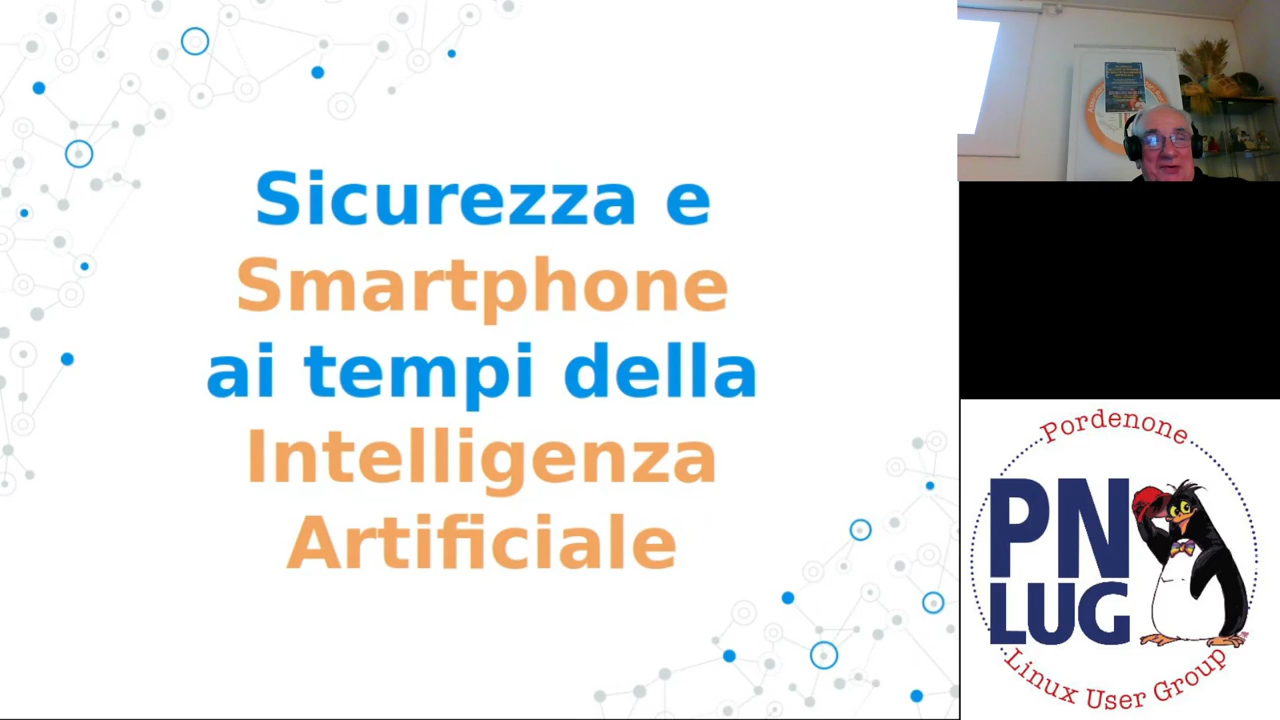 Sicurezza e
Smartphone
ai tempi della
Intelligenza
Artificiale
Pordenone
PN
LUG
Linux User Group